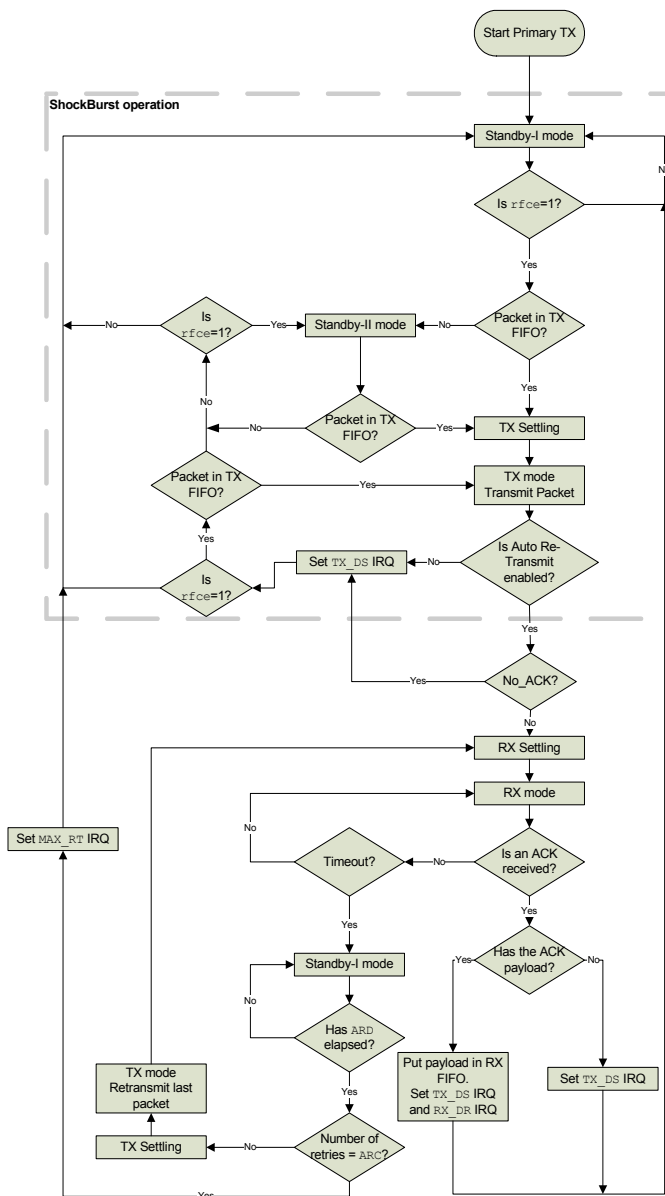 Start Primary TX
ShockBurst operation
Standby-I mode
Is rfce=1?
Yes
Is
rfce=1?
No
Yes
Standby-II mode
No
Packet in TX
FIFO?
Yes
No
No
Packet in TX
FIFO?
Yes
TX Settling
Packet in TX
FIFO?
Yes
TX mode
Transmit Packet
Yes
Is
rfce=1?
Set TX_DS IRQ
No
Is Auto Re-
Transmit
enabled?
Yes
Yes
No_ACK?
No
RX Settling
RX mode
Set MAX_RT IRQ
No
Timeout?
No
Is an ACK
received?
Yes
Yes
Standby-I mode
Yes
Has the ACK
payload?
No
No
Has ARD
elapsed?
Yes
TX mode
Retransmit last
packet
Put payload in RX
FIFO.
Set TX_DS IRQ
and RX_DR IRQ
Set TX_DS IRQ
TX Settling
No
Number of
retries = ARC?
Yes